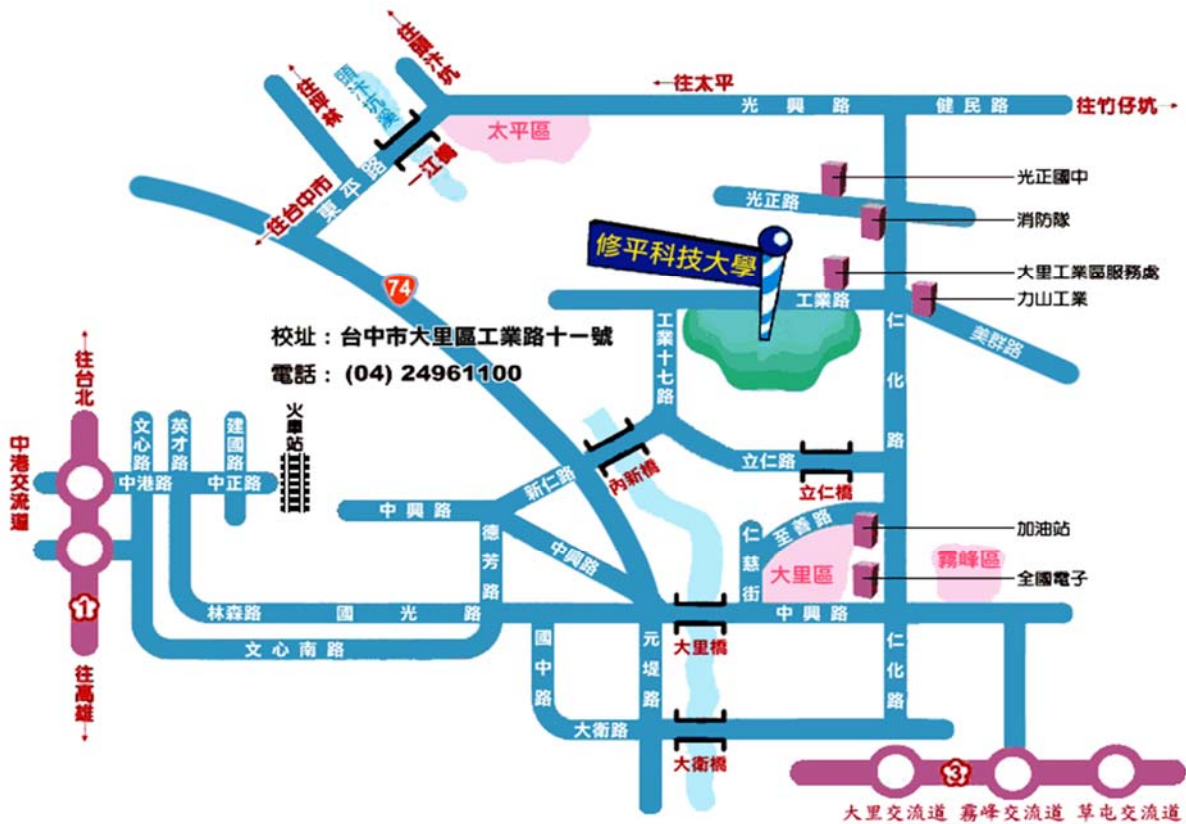 往頭汴坑
往車籠埔
頭汴坑溪
往太平
光興路
健民路
往竹仔坑
太平區
一江橋
東平路
往台中市
光正國中
光正路
消防隊
修平科技大學
大里工業區服務處
工業路
力山工業
美群路
74
校址：台中市大里區工業路十一號
電話： (04) 24961100
工業十七路
仁化路
往台北
中港交流道
文心路
英才路
建國路
火車站
中港路
中正路
新仁路
內新橋
立仁路
立仁橋
中興路
德芳路
中興路
仁慈街
至善路
加油站
大里區
霧峰區
全國電子
1
林森路
國光路
中興路
文心南路
國中路
元堤路
大里橋
仁化路
往高雄
大衛路
大衛橋
3
大里交流道
霧峰交流道
草屯交流道